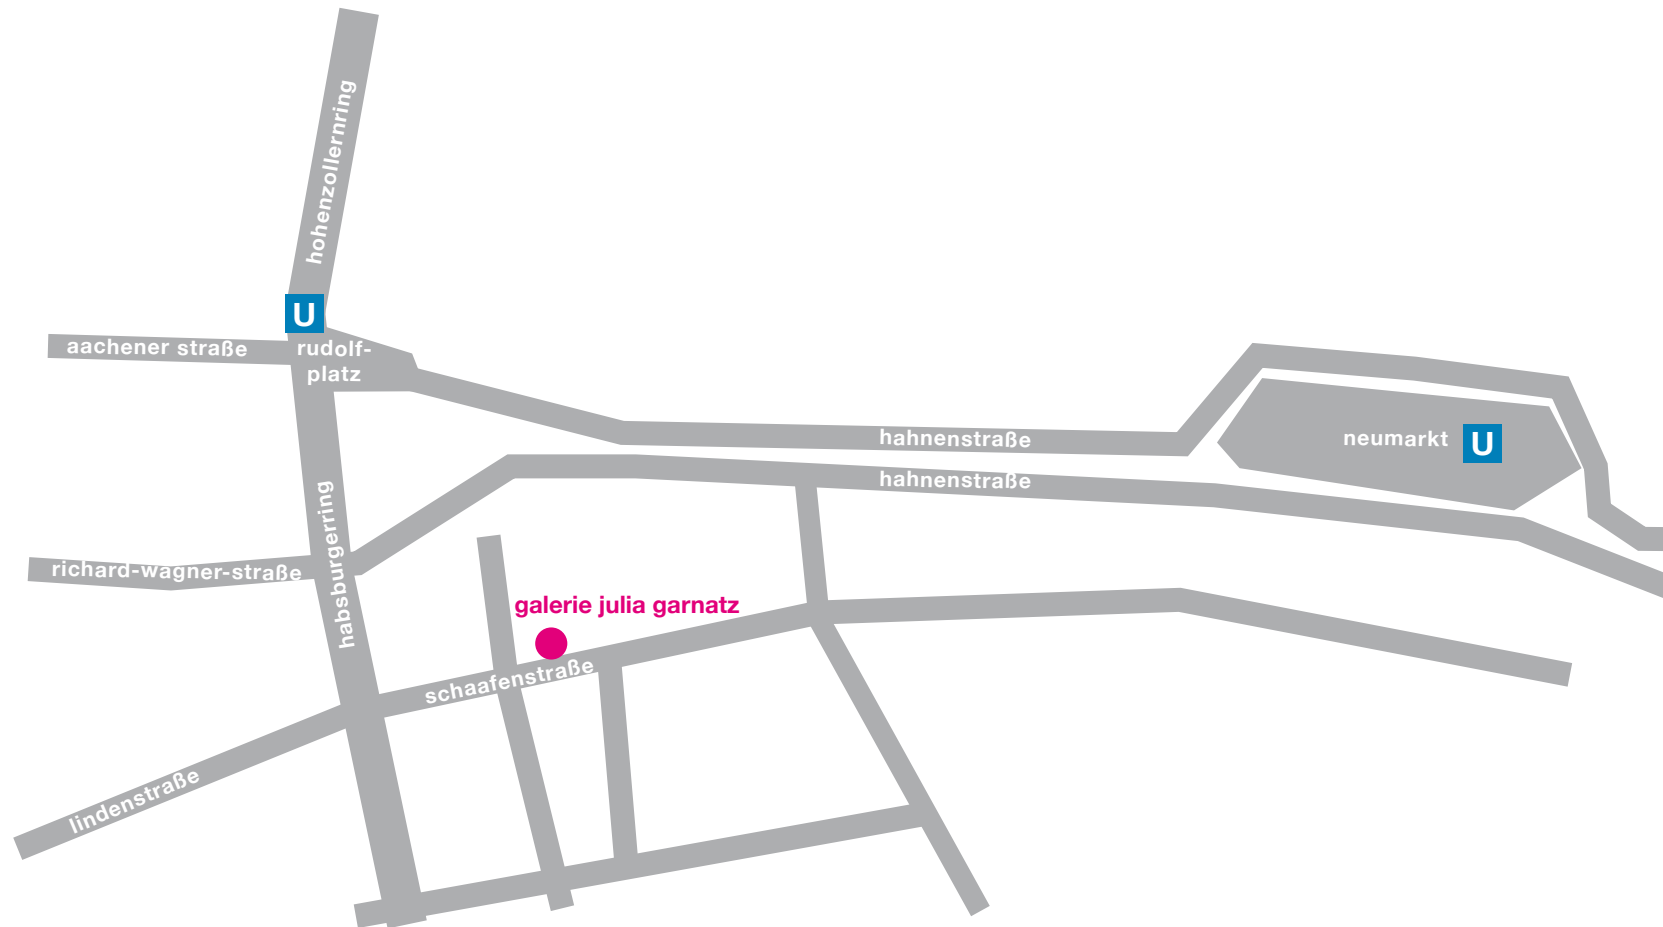 hohenzollernring
U
aachener straße
rudolf-
platz
hahnenstraße
neumarkt
U
hahnenstraße
habsburgerring
richard-wagner-straße
galerie julia garnatz
schaafenstraße
lindenstraße